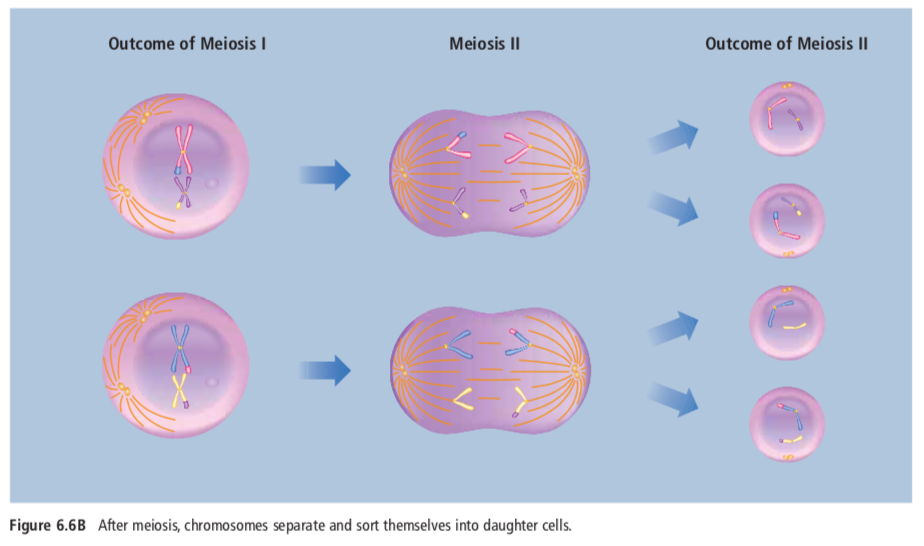 Outcome of Meiosis I
Meiosis II
Outcome of Meiosis II
Figure 6.6B After meiosis, chromosomes separate and sort themselves into daughter cells.